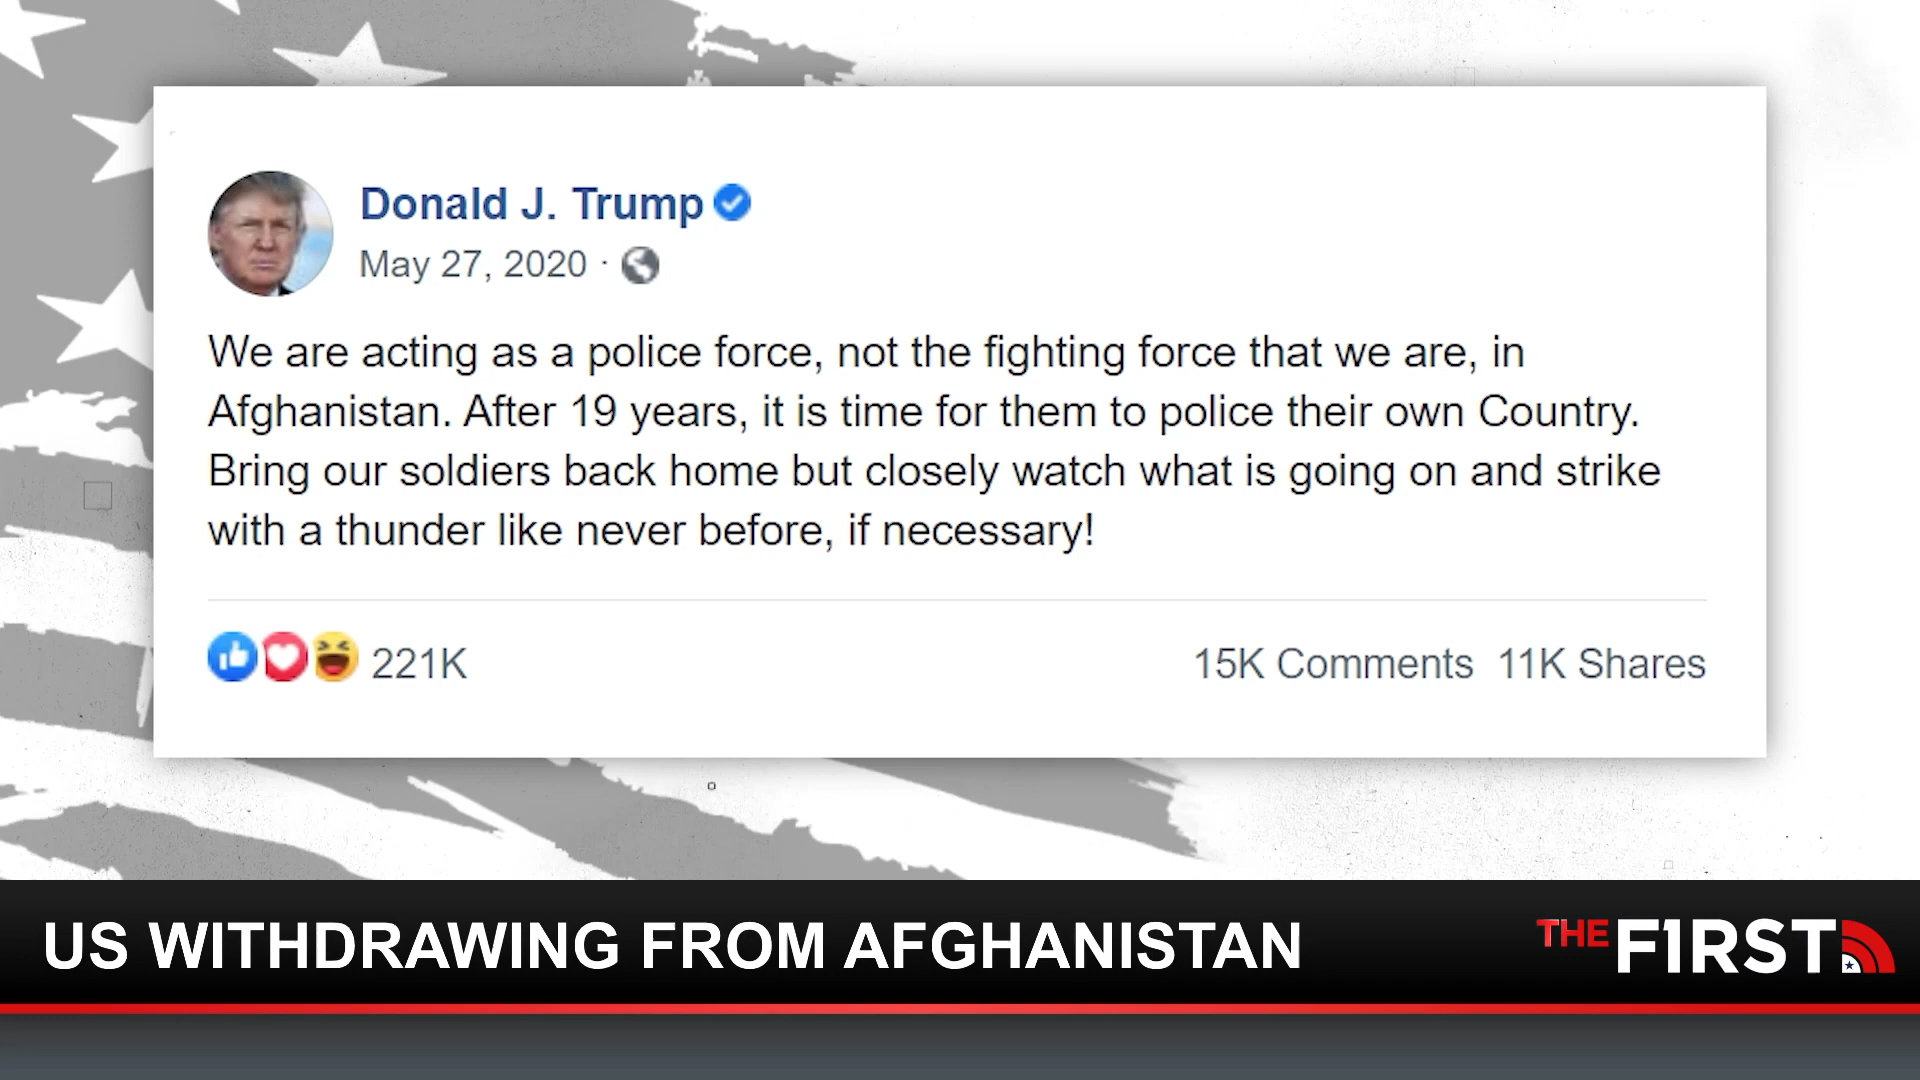 Donald J. Trump
May 27, 2020 ·
We are acting as a police force, not the fighting force that we are, in
Afghanistan. After 19 years, it is time for them to police their own Country.
Bring our soldiers back home but closely watch what is going on and strike
with a thunder like never before, if necessary!
221K
15K Comments 11K Shares
US WITHDRAWING FROM AFGHANISTAN
THE F1RST